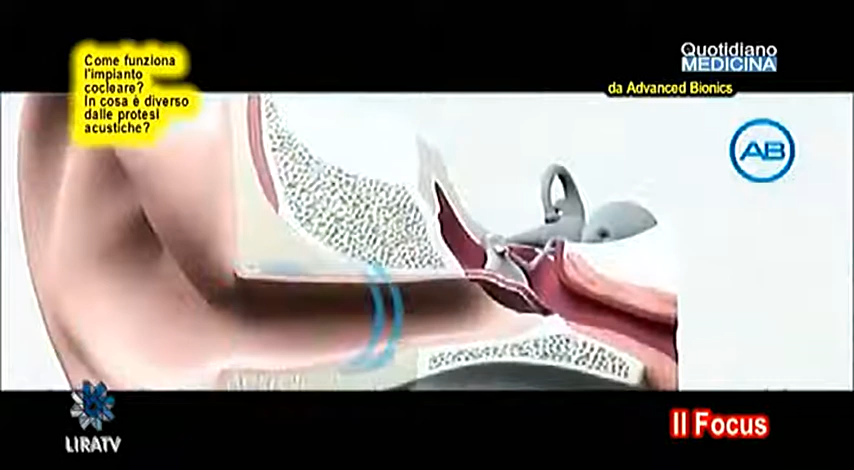 Come funziona
l'impianto
cocleare?
In cosa è diverso
dalle protesi
acustiche?
Quotidiano
MEDICINA
da Advanced Bionics
AB
LIRATV
Il Focus